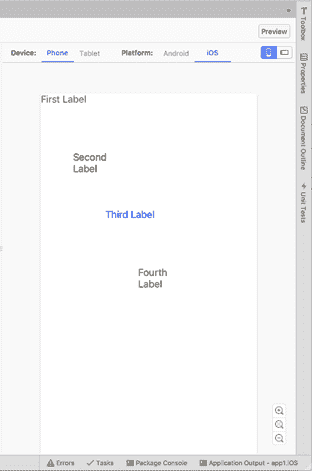 Preview
Device: Phone Tablet Platform: Android iOS
First Label
Second
Label
Third Label
Fourth
Label
Toolbox
Properties
Document Outline
Unit Tests
Errors Tasks Package Console Application Output - app1.iOS